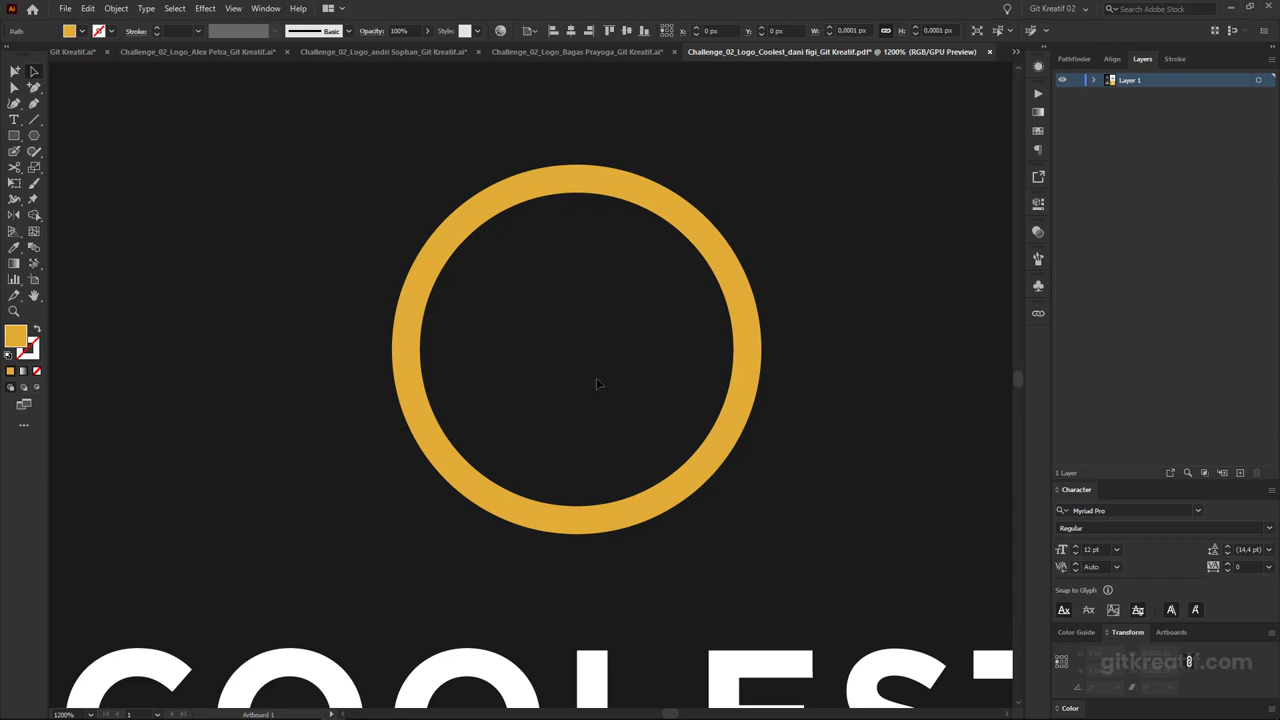 Ai File Edit Object Type Select Effect View Window Help Git Kreatif 02 Search Adobe Stock
Path Stroke: Basic Opacity: 100% Style: X: 0 px Y: 0 px W: 0,0001 px H: 0,0001 px
Git Kreatif.ai* × Challenge_02_Logo_Alex Petra_Git Kreatif.ai* × Challenge_02_Logo_andri Sophan_Git Kreatif.ai* × Challenge_02_Logo_Bagas Prayoga_Git Kreatif.ai* × Challenge_02_Logo_Coolest_dani figi_Git Kreatif.pdf* @ 1200% (RGB/GPU Preview) ×
Pathfinder Align Layers Stroke
Layer 1
1 Layer
Character
Myriad Pro
Regular
12 pt (14,4 pt)
Auto 0
Snap to Glyph
Color Guide Transform Artboards
gitkreatif.com
COOLEST
Color
1200% 1 Artboard 1